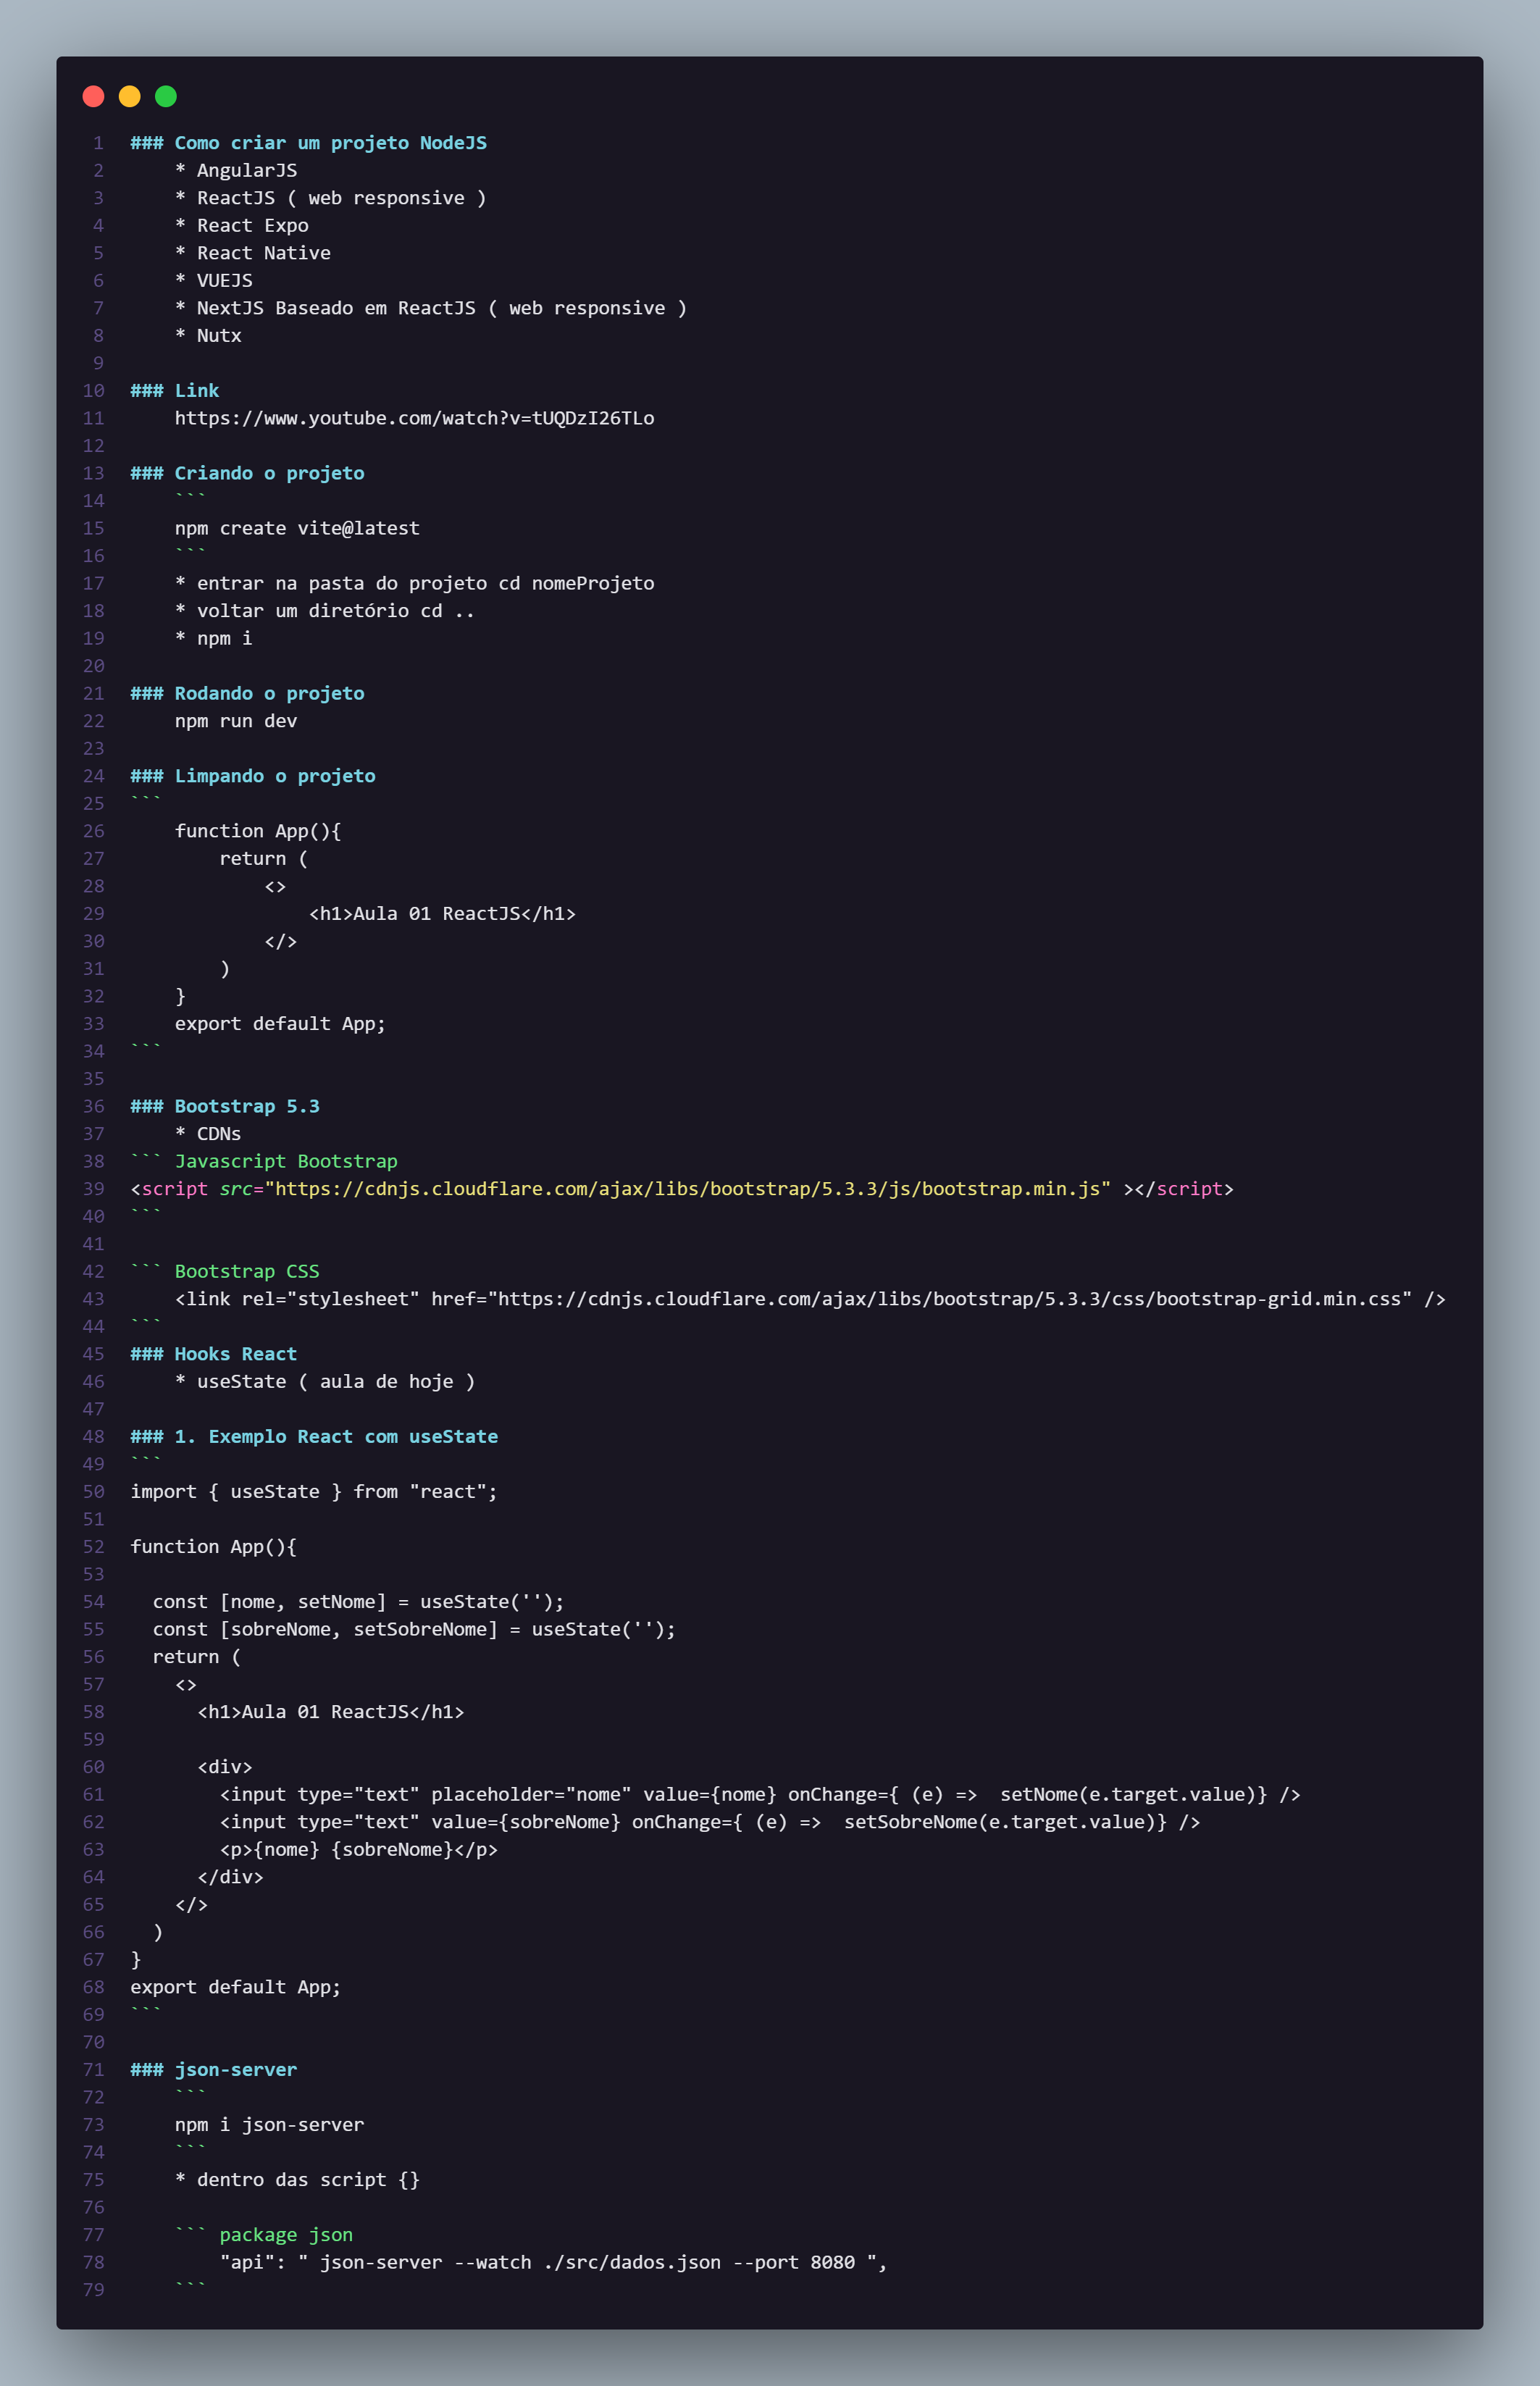 1 ### Como criar um projeto NodeJS
2     * AngularJS
3     * ReactJS ( web responsive )
4     * React Expo
5     * React Native
6     * VUEJS
7     * NextJS Baseado em ReactJS ( web responsive )
8     * Nutx
9
10 ### Link
11     https://www.youtube.com/watch?v=tUQDzI26TLo
12
13 ### Criando o projeto
14     ```
15     npm create vite@latest
16     ```
17     * entrar na pasta do projeto cd nomeProjeto
18     * voltar um diretório cd ..
19     * npm i
20
21 ### Rodando o projeto
22     npm run dev
23
24 ### Limpando o projeto
25 ```
26     function App(){
27         return (
28             <>
29                 <h1>Aula 01 ReactJS</h1>
30             </>
31         )
32     }
33     export default App;
34 ```
35
36 ### Bootstrap 5.3
37     * CDNs
38 ``` Javascript Bootstrap
39 <script src="https://cdnjs.cloudflare.com/ajax/libs/bootstrap/5.3.3/js/bootstrap.min.js" ></script>
40 ```
41
42 ``` Bootstrap CSS
43     <link rel="stylesheet" href="https://cdnjs.cloudflare.com/ajax/libs/bootstrap/5.3.3/css/bootstrap-grid.min.css" />
44 ```
45 ### Hooks React
46     * useState ( aula de hoje )
47
48 ### 1. Exemplo React com useState
49 ```
50 import { useState } from "react";
51
52 function App(){
53
54   const [nome, setNome] = useState('');
55   const [sobreNome, setSobreNome] = useState('');
56   return (
57     <>
58       <h1>Aula 01 ReactJS</h1>
59
60       <div>
61         <input type="text" placeholder="nome" value={nome} onChange={ (e) =>  setNome(e.target.value)} />
62         <input type="text" value={sobreNome} onChange={ (e) =>  setSobreNome(e.target.value)} />
63         <p>{nome} {sobreNome}</p>
64       </div>
65     </>
66   )
67 }
68 export default App;
69 ```
70
71 ### json-server
72     ```
73     npm i json-server
74     ```
75     * dentro das script {}
76
77     ``` package json
78         "api": " json-server --watch ./src/dados.json --port 8080 ",
79     ```